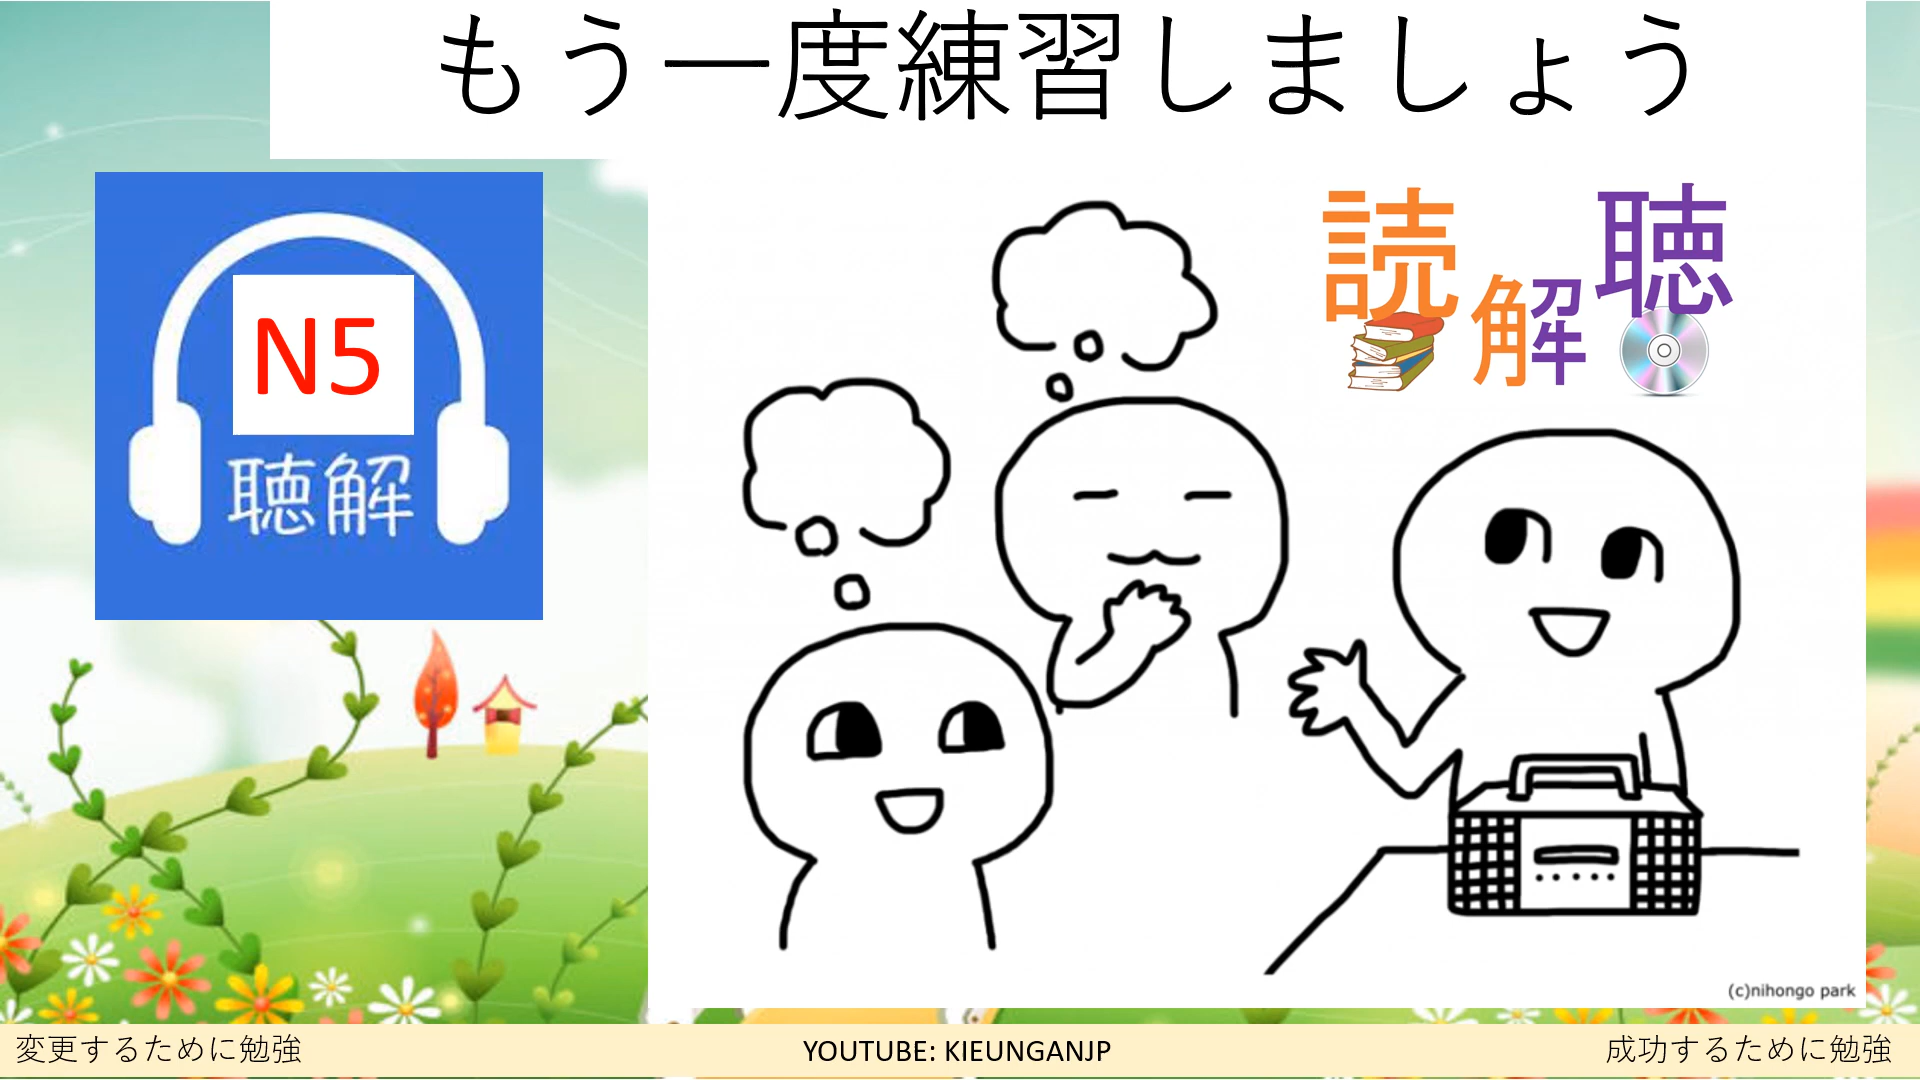 もう一度練習しましょう
N5
聴解
読解聴
(c)nihongo park
変更するために勉強
YOUTUBE: KIEUNGANJP
成功するために勉強